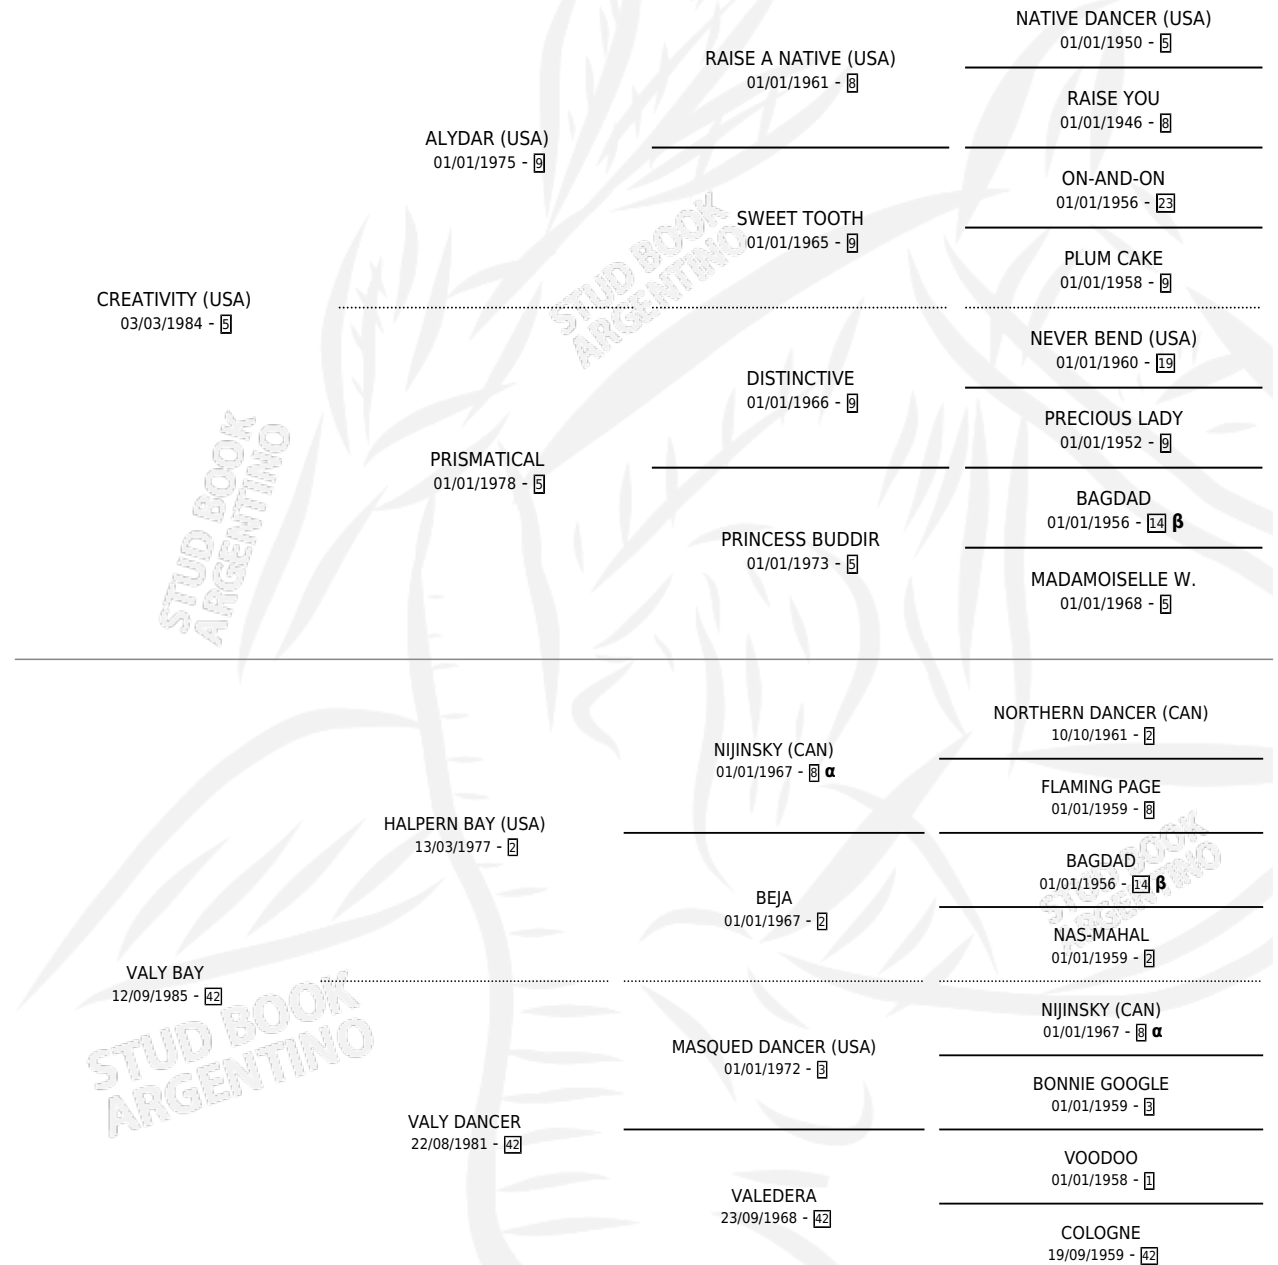 NATIVE DANCER (USA)
01/01/1950 - 5
RAISE A NATIVE (USA)
01/01/1961 - 8
RAISE YOU
01/01/1946 - 8
ALYDAR (USA)
01/01/1975 - 9
ON-AND-ON
01/01/1956 - 23
SWEET TOOTH
01/01/1965 - 9
PLUM CAKE
01/01/1958 - 9
CREATIVITY (USA)
03/03/1984 - 5
NEVER BEND (USA)
01/01/1960 - 19
DISTINCTIVE
01/01/1966 - 9
PRECIOUS LADY
01/01/1952 - 9
PRISMATICAL
01/01/1978 - 5
BAGDAD
01/01/1956 - 14 β
PRINCESS BUDDIR
01/01/1973 - 5
MADAMOISELLE W.
01/01/1968 - 5
NORTHERN DANCER (CAN)
10/10/1961 - 2
NIJINSKY (CAN)
01/01/1967 - 8 α
FLAMING PAGE
01/01/1959 - 8
HALPERN BAY (USA)
13/03/1977 - 2
BAGDAD
01/01/1956 - 14 β
BEJA
01/01/1967 - 2
NAS-MAHAL
01/01/1959 - 2
VALY BAY
12/09/1985 - 42
NIJINSKY (CAN)
01/01/1967 - 8 α
MASQUED DANCER (USA)
01/01/1972 - 3
BONNIE GOOGLE
01/01/1959 - 3
VALY DANCER
22/08/1981 - 42
VOODOO
01/01/1958 - 1
VALEDERA
23/09/1968 - 42
COLOGNE
19/09/1959 - 42
STUD BOOK
ARGENTINO
STUD BOOK
ARGENTINO
STUD BOOK
ARGENTINO
STUD BOOK
ARGENTINO